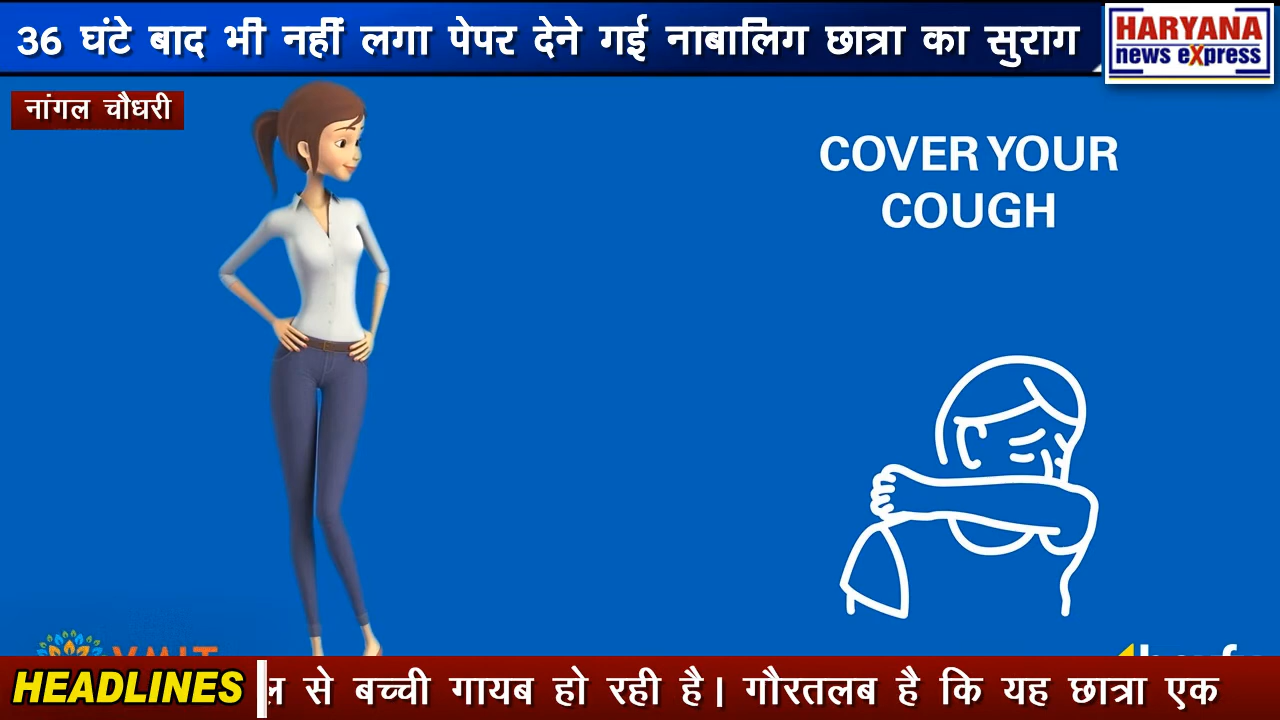 36 घंटे बाद भी नहीं लगा पेपर देने गई नाबालिग छात्रा का सुराग
HARYANA
news eXpress
नांगल चौधरी
COVER YOUR
COUGH
HEADLINES
से बच्ची गायब हो रही है। गौरतलब है कि यह छात्रा एक